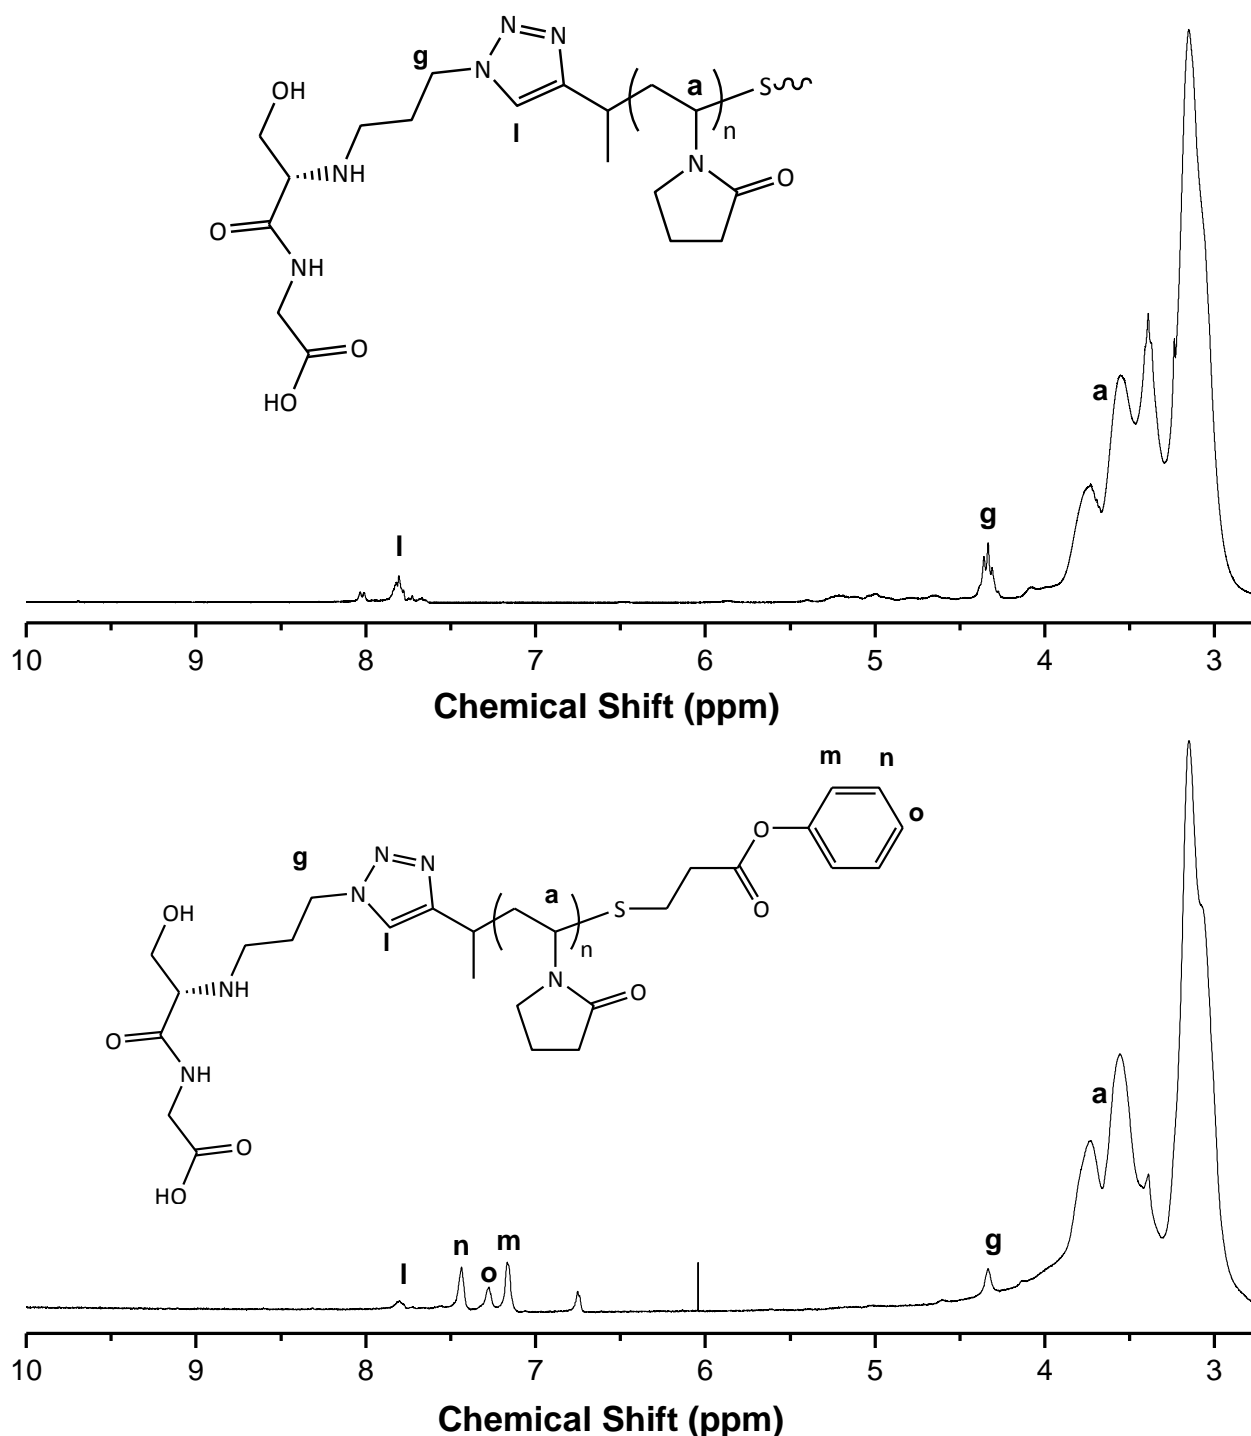 N N
g N
OH
a S
l n
NH N
O O
NH
O
HO
a
g
l
10 9 8 7 6 5 4 3
Chemical Shift (ppm)
m n
O o
g N N
N a O
OH S
l n
NH N
O O
NH
O
HO
a
n m g
l o
10 9 8 7 6 5 4 3
Chemical Shift (ppm)